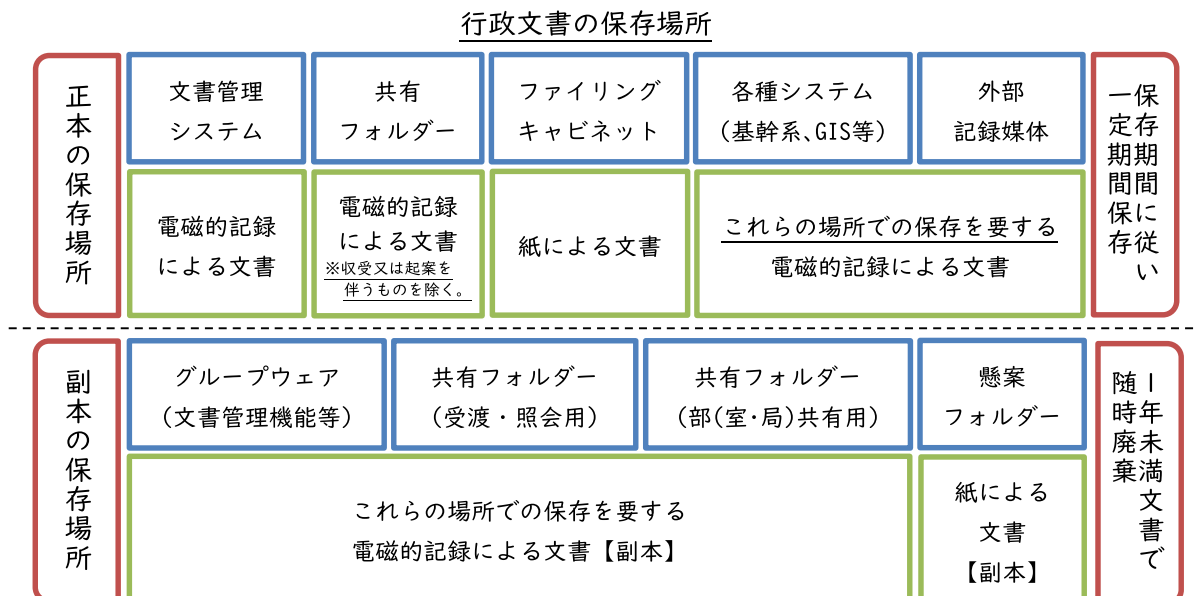 行政文書の保存場所
正本の保存場所
文書管理
システム
共有
フォルダー
ファイリング
キャビネット
各種システム
(基幹系、GIS等)
外部
記録媒体
保存期間に従い
一定期間保存
電磁的記録
による文書
電磁的記録
による文書
※収受又は起案を
伴うものを除く。
紙による文書
これらの場所での保存を要する
電磁的記録による文書
副本の保存場所
グループウェア
(文書管理機能等)
共有フォルダー
(受渡・照会用)
共有フォルダー
(部(室・局)共有用)
懸案
フォルダー
1年未満文書で
随時廃棄
これらの場所での保存を要する
電磁的記録による文書【副本】
紙による
文書
【副本】